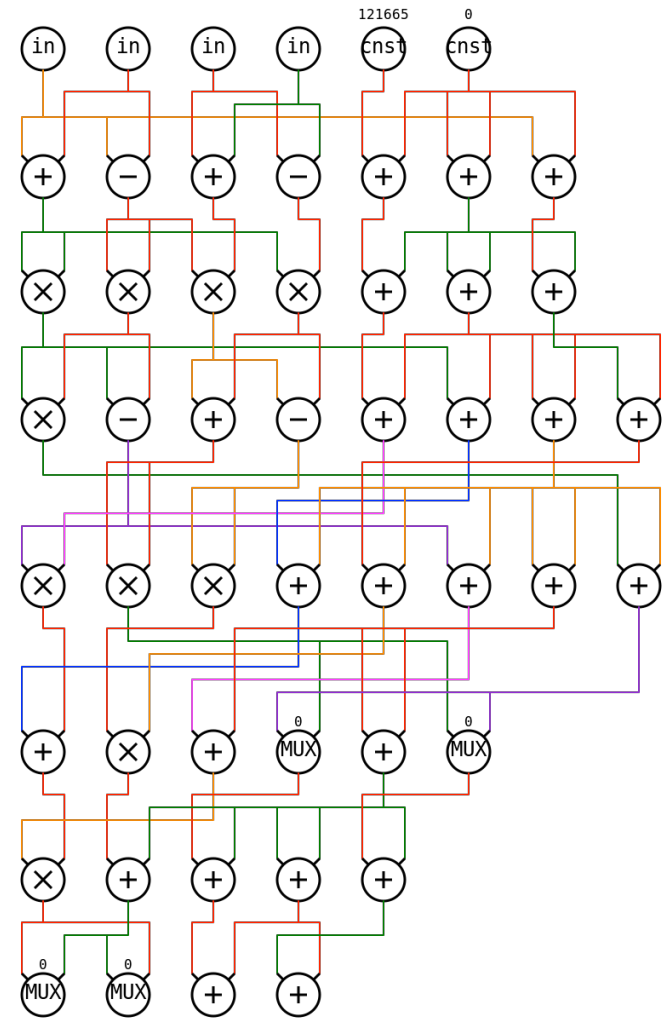 121665 0
in in in in cnst cnst
+ − + − + + +
× × × × + + +
× − + − + + + +
× × × + + + + +
0 0
+ × + MUX + MUX
× + + + +
0 0
MUX MUX + +